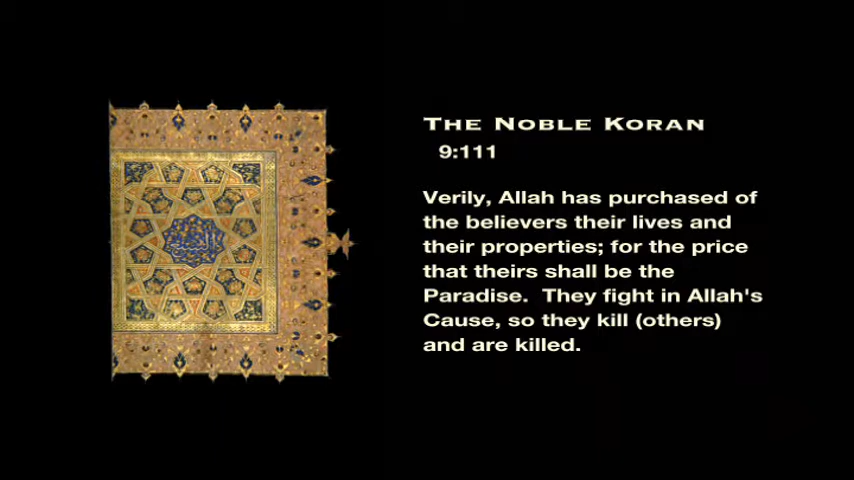 THE NOBLE KORAN
9:111
Verily, Allah has purchased of
the believers their lives and
their properties; for the price
that theirs shall be the
Paradise. They fight in Allah's
Cause, so they kill (others)
and are killed.